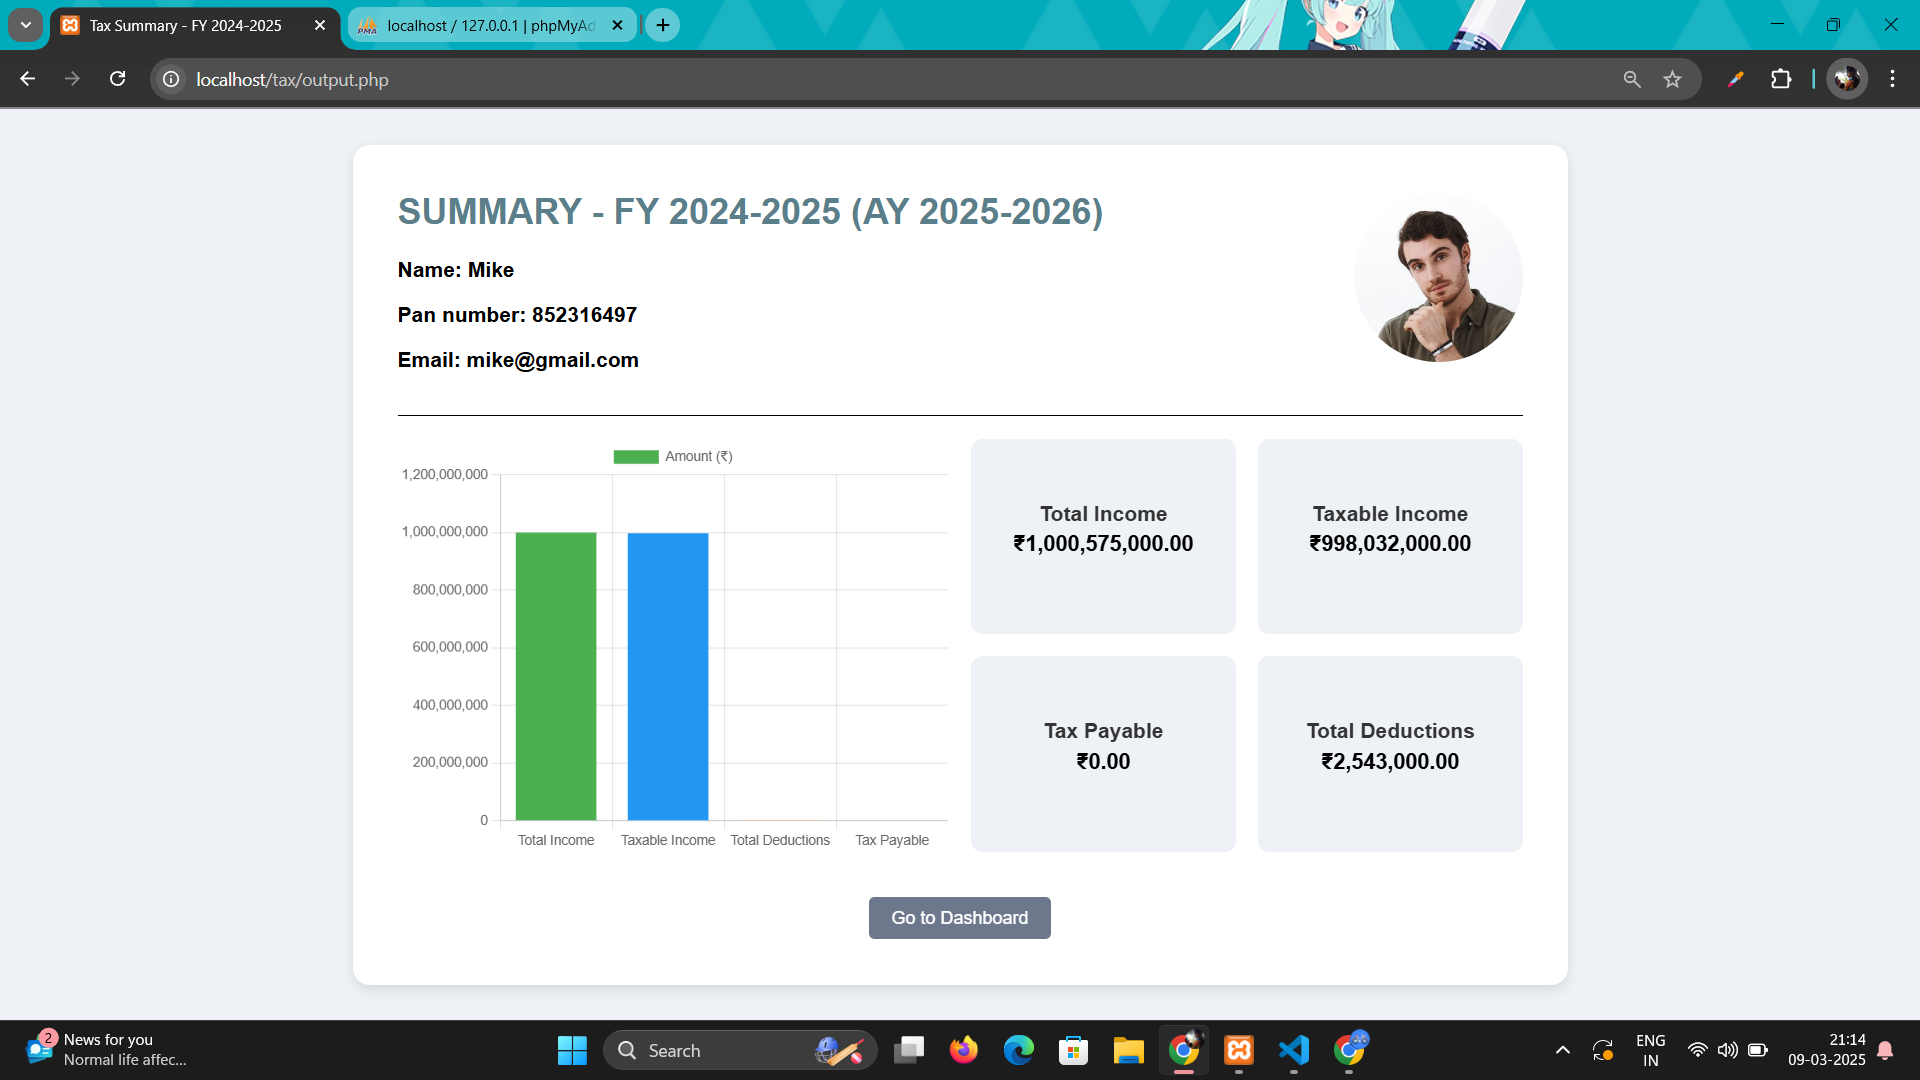 Tax Summary - FY 2024-2025
localhost / 127.0.0.1 | phpMyAd
localhost/tax/output.php
SUMMARY - FY 2024-2025 (AY 2025-2026)
Name: Mike
Pan number: 852316497
Email: mike@gmail.com
Amount (₹)
1,200,000,000
1,000,000,000
800,000,000
600,000,000
400,000,000
200,000,000
0
Total Income
Taxable Income
Total Deductions
Tax Payable
Total Income
₹1,000,575,000.00
Taxable Income
₹998,032,000.00
Tax Payable
₹0.00
Total Deductions
₹2,543,000.00
Go to Dashboard
2
News for you
Normal life affec...
Search
ENG
IN
21:14
09-03-2025